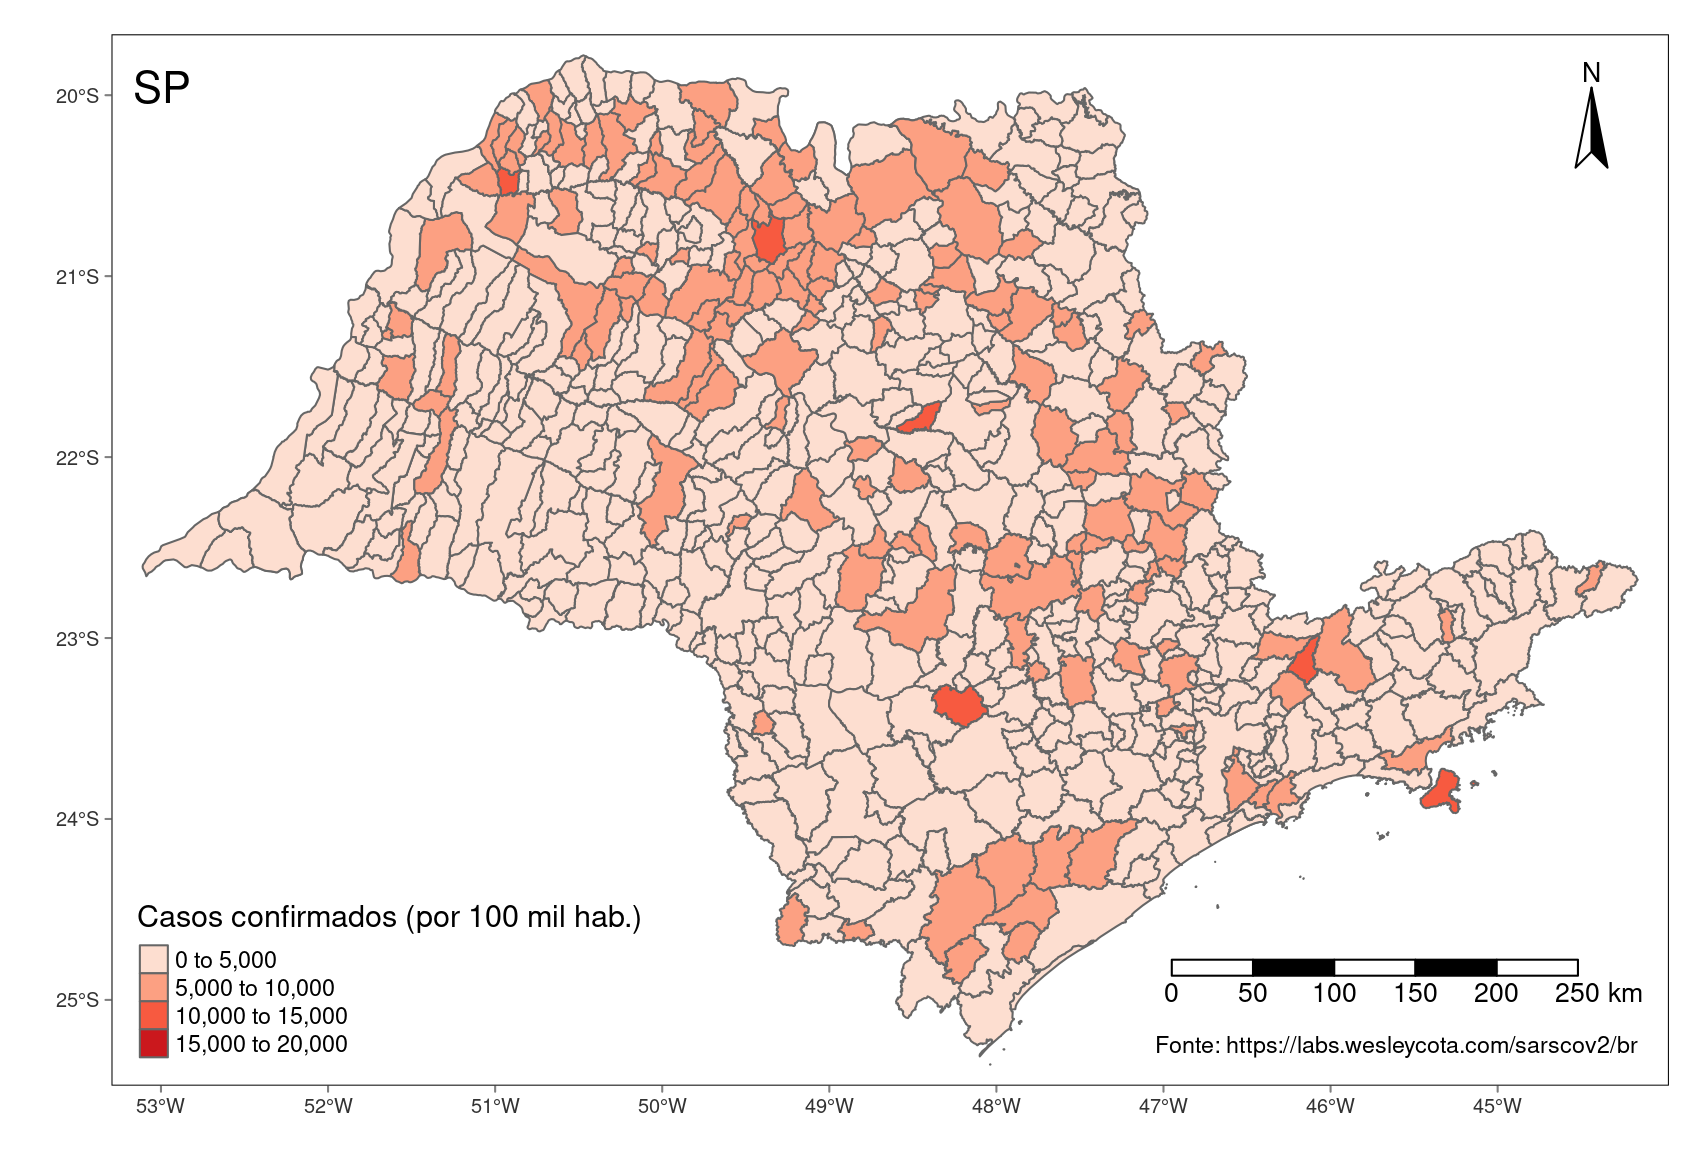 SP
N
20°S
21°S
22°S
23°S
24°S
25°S
Casos confirmados (por 100 mil hab.)
0 to 5,000
5,000 to 10,000
10,000 to 15,000
15,000 to 20,000
0 50 100 150 200 250 km
Fonte: https://labs.wesleycota.com/sarscov2/br
53°W 52°W 51°W 50°W 49°W 48°W 47°W 46°W 45°W